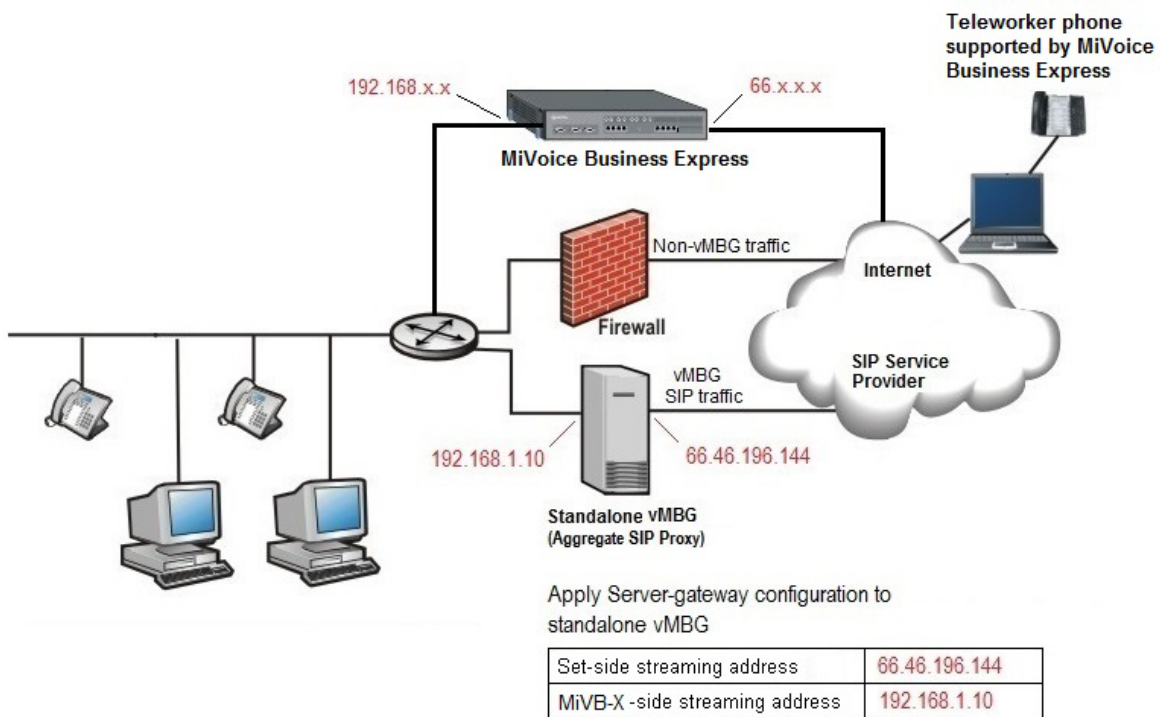 Teleworker phone
supported by MiVoice
Business Express
192.168.x.x
66.x.x.x
MiVoice Business Express
Non-vMBG traffic
Internet
Firewall
SIP Service
Provider
vMBG
SIP traffic
192.168.1.10
66.46.196.144
Standalone vMBG
(Aggregate SIP Proxy)
Apply Server-gateway configuration to
standalone vMBG
Set-side streaming address 66.46.196.144
MiVB-X -side streaming address 192.168.1.10